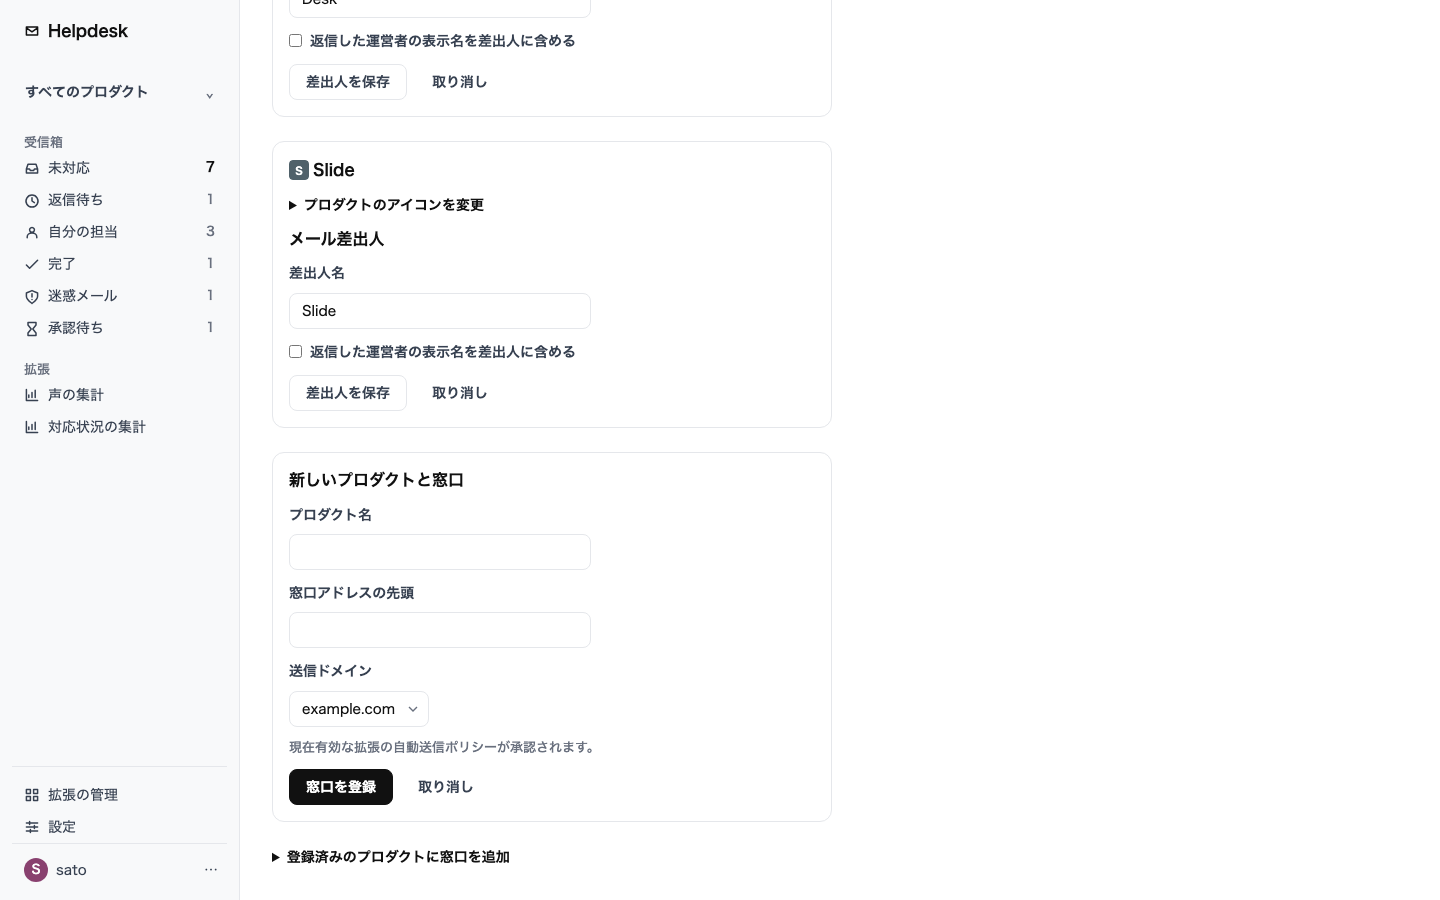 Helpdesk
すべてのプロダクト
受信箱
未対応 7
返信待ち 1
自分の担当 3
完了 1
迷惑メール 1
承認待ち 1
拡張
声の集計
対応状況の集計
拡張の管理
設定
S sato …
Desk
返信した運営者の表示名を差出人に含める
差出人を保存 取り消し
S Slide
プロダクトのアイコンを変更
メール差出人
差出人名
Slide
返信した運営者の表示名を差出人に含める
差出人を保存 取り消し
新しいプロダクトと窓口
プロダクト名
窓口アドレスの先頭
送信ドメイン
example.com
現在有効な拡張の自動送信ポリシーが承認されます。
窓口を登録 取り消し
登録済みのプロダクトに窓口を追加